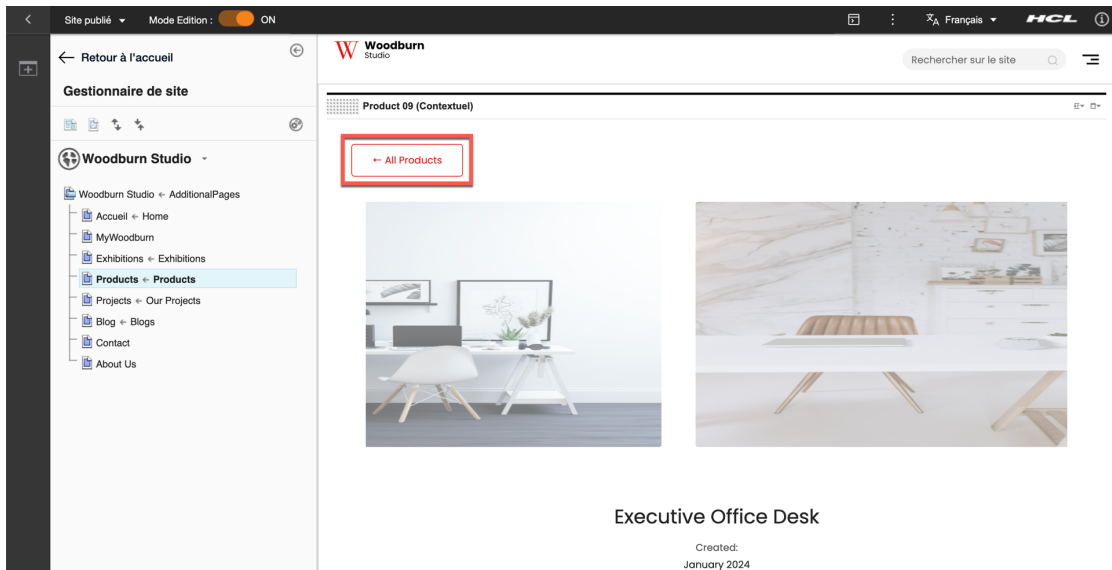 Site publié
Mode Edition : ON
Français
HCL
Retour à l'accueil
Gestionnaire de site
Woodburn Studio
Woodburn Studio ← AdditionalPages
Accueil ← Home
MyWoodburn
Exhibitions ← Exhibitions
Products ← Products
Projects ← Our Projects
Blog ← Blogs
Contact
About Us
W Woodburn
Studio
Rechercher sur le site
Product 09 (Contextuel)
← All Products
Executive Office Desk
Created:
January 2024